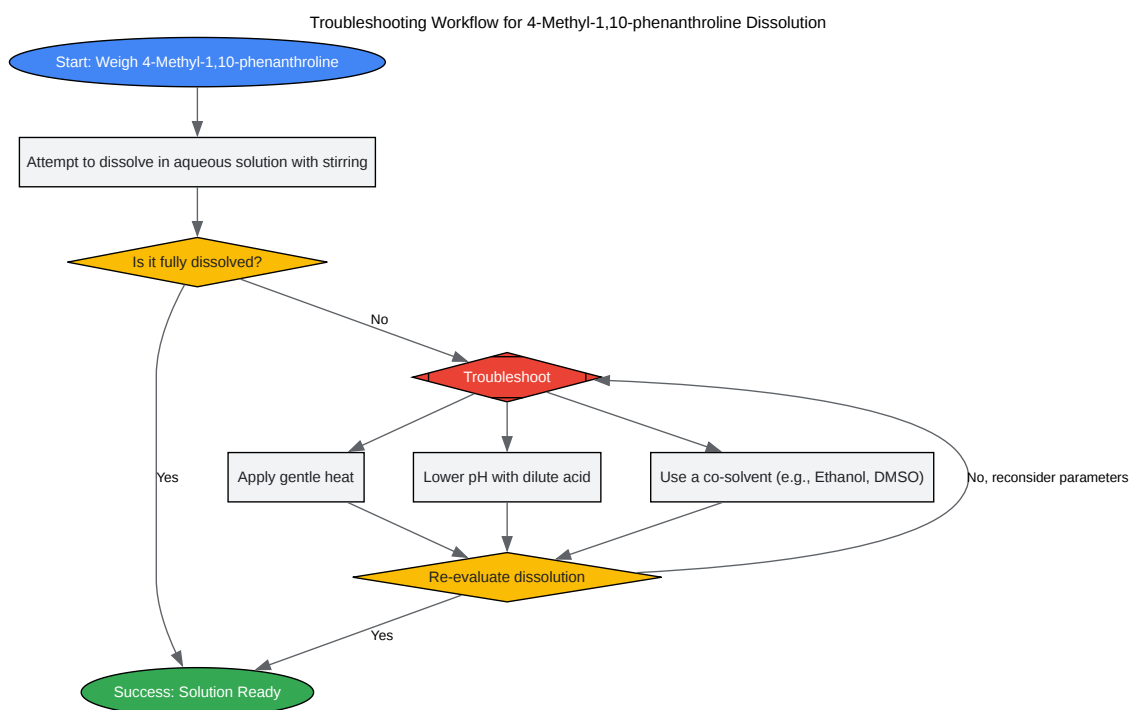 Troubleshooting Workflow for 4-Methyl-1,10-phenanthroline Dissolution
Start: Weigh 4-Methyl-1,10-phenanthroline
Attempt to dissolve in aqueous solution with stirring
Is it fully dissolved?
No
Troubleshoot
Apply gentle heat
Lower pH with dilute acid
Use a co-solvent (e.g., Ethanol, DMSO)
Yes
No, reconsider parameters
Re-evaluate dissolution
Yes
Success: Solution Ready